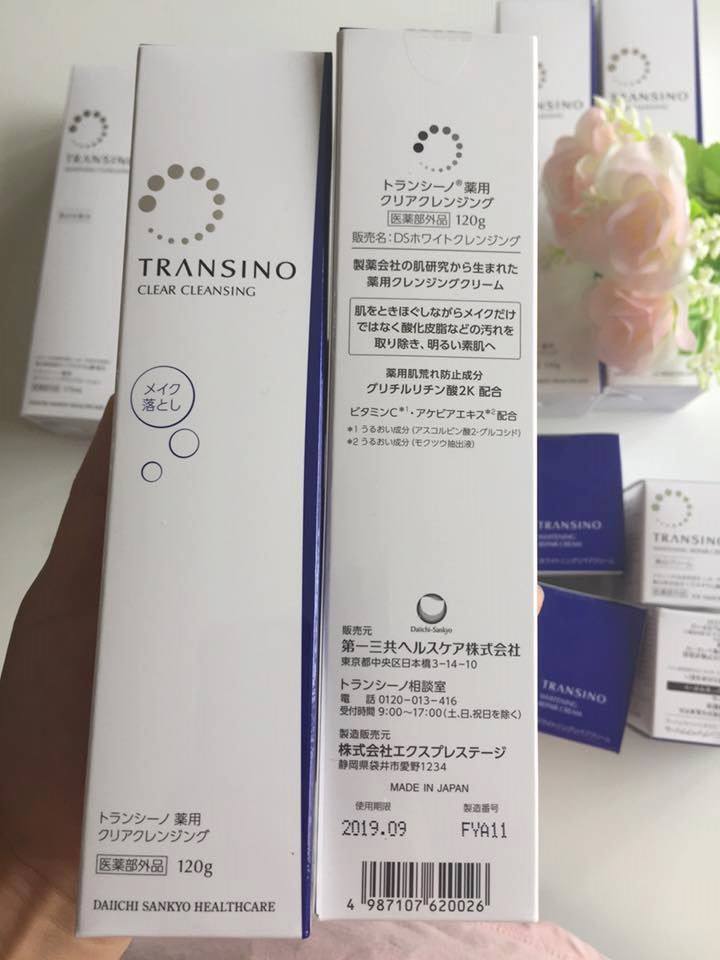 TRANSINO
CLEAR CLEANSING
メイク
落とし
トランシーノ 薬用
クリアクレンジング
医薬部外品 120g
DAIICHI SANKYO HEALTHCARE
トランシーノ®薬用
クリアクレンジング
医薬部外品 120g
販売名:DSホワイトクレンジング
製薬会社の肌研究から生まれた
薬用クレンジングクリーム
肌をときほぐしながらメイクだけ
ではなく酸化皮脂などの汚れを
取り除き、明るい素肌へ
薬用肌荒れ防止成分
グリチルリチン酸2K 配合
ビタミンC*1・アケビアエキス*2配合
*1 うるおい成分(アスコルビン酸2-グルコシド)
*2 うるおい成分(モクツウ抽出液)
Daiichi-Sankyo
販売元
第一三共ヘルスケア株式会社
東京都中央区日本橋3-14-10
トランシーノ相談室
電 話 0120-013-416
受付時間 9:00~17:00(土、日、祝日を除く)
製造販売元
株式会社エクスプレステージ
静岡県袋井市愛野1234
MADE IN JAPAN
使用期限 製造番号
2019.09 FYA11
4 987107 620026
TRANSINO
TRANSINO
TRANSINO
TRANSINO
WHITENING
REPAIR CREAM
TRANSINO
WHITENING REPAIR CREAM
TRANSINO
WHITENING
REPAIR CREAM